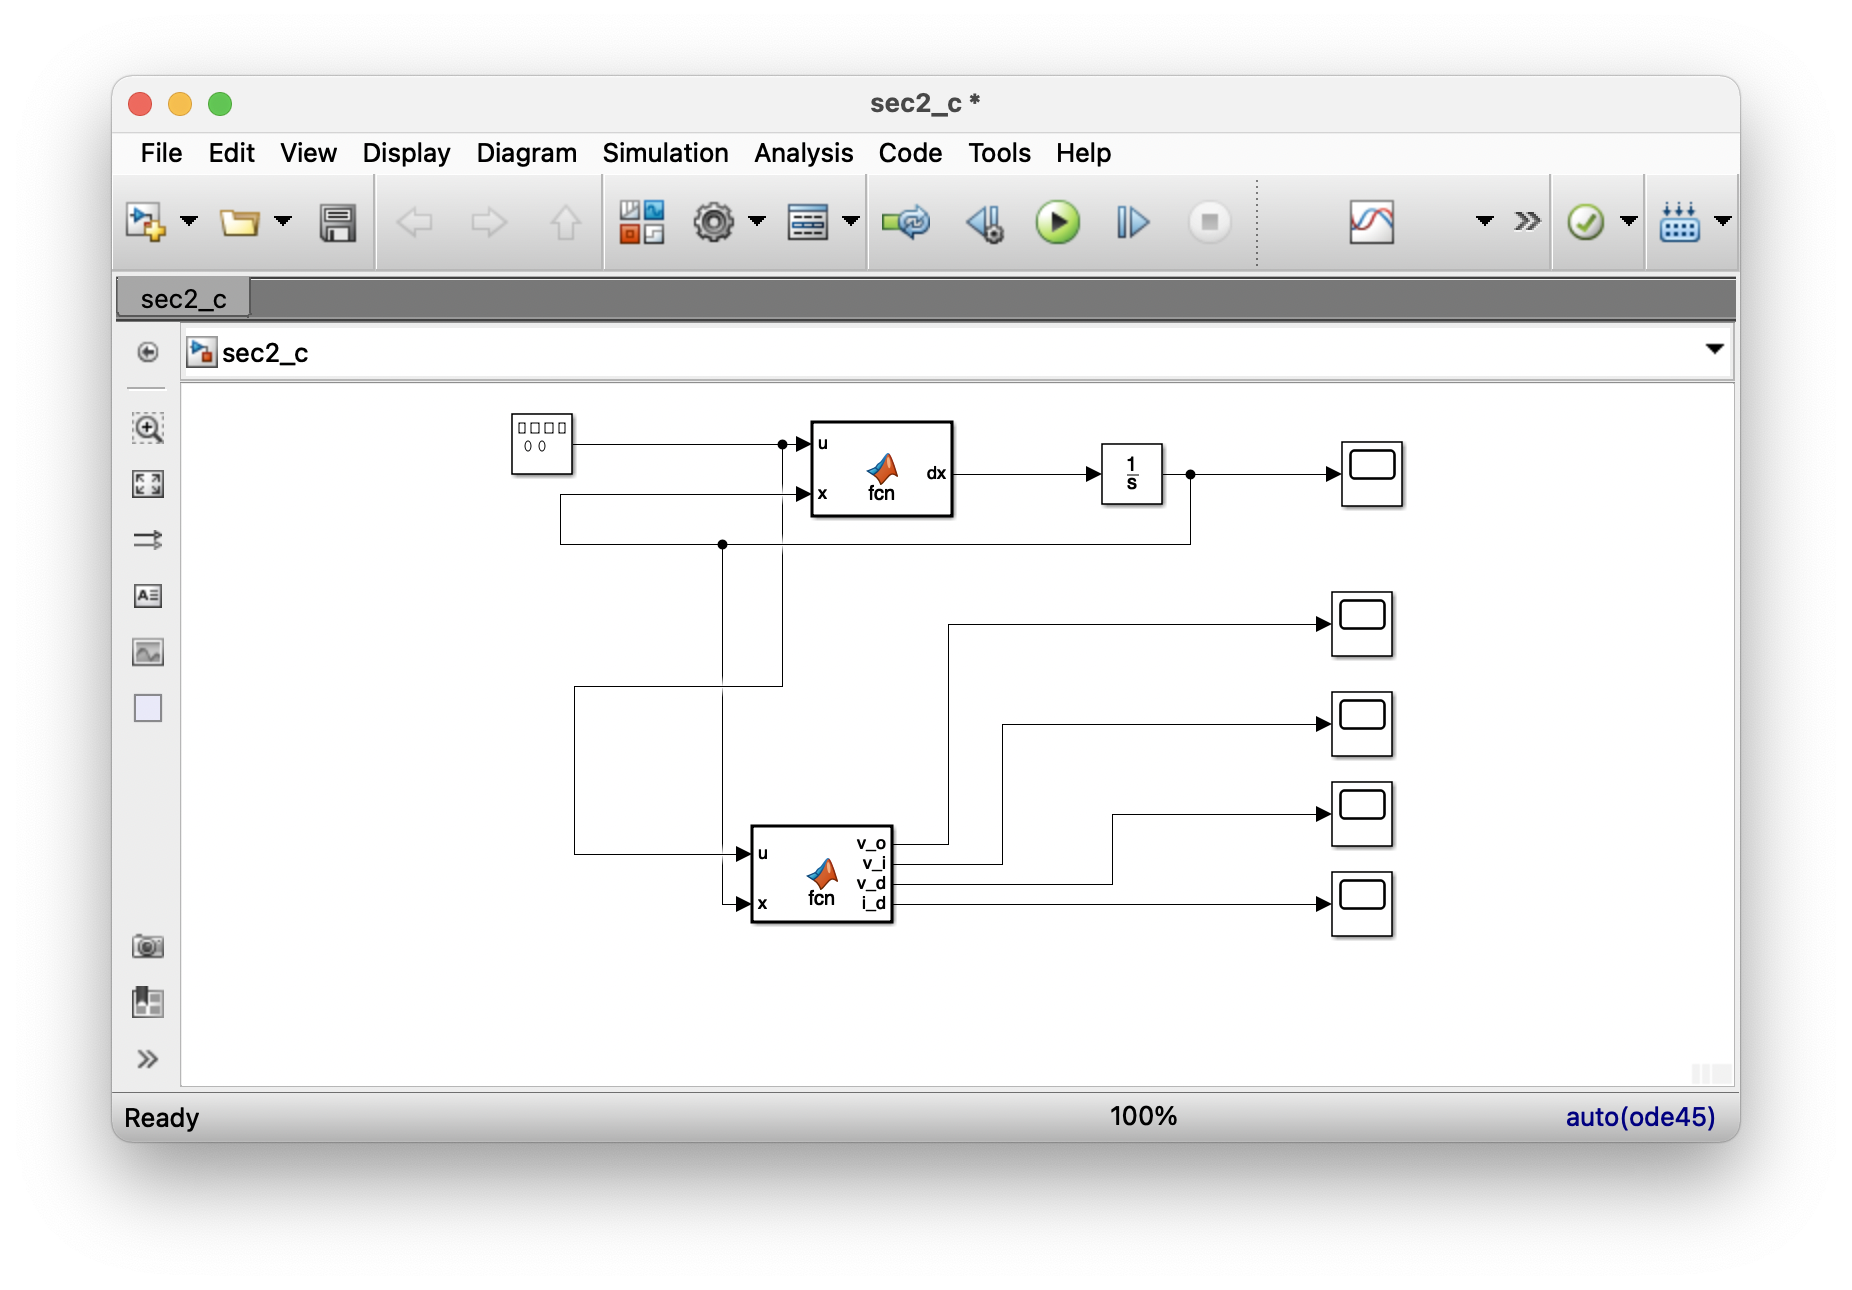 sec2_c *
File Edit View Display Diagram Simulation Analysis Code Tools Help
sec2_c
sec2_c
u
x
fcn
dx
1
s
u
x
fcn
v_o
v_i
v_d
i_d
Ready 100% auto(ode45)